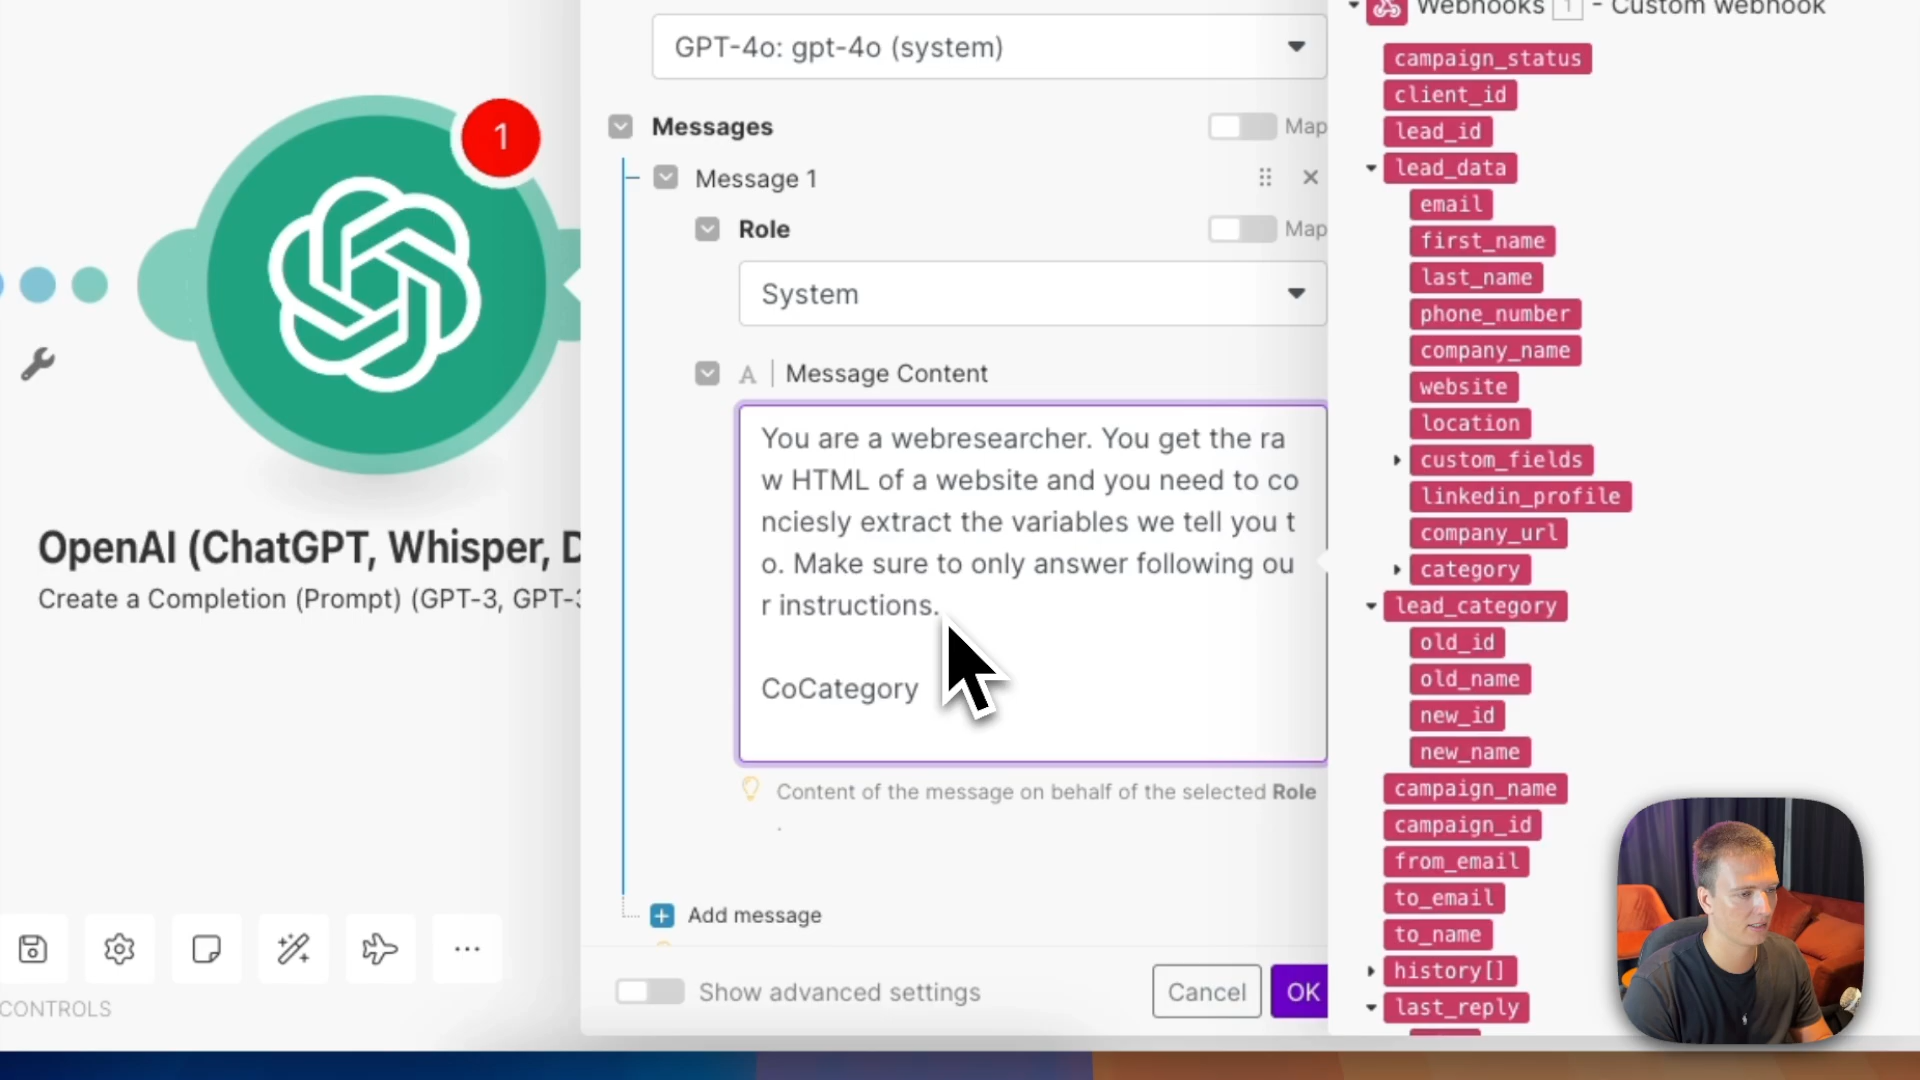 Webhooks 1 - Custom webhook
GPT-4o: gpt-4o (system)
campaign_status
client_id
Messages
Map
lead_id
1
lead_data
Message 1
email
Role
Map
first_name
last_name
System
phone_number
company_name
A | Message Content
website
location
You are a webresearcher. You get the ra
w HTML of a website and you need to co
nciesly extract the variables we tell you t
o. Make sure to only answer following ou
r instructions.
CoCategory
custom_fields
linkedin_profile
company_url
category
OpenAI (ChatGPT, Whisper, D
Create a Completion (Prompt) (GPT-3, GPT-3
lead_category
old_id
old_name
new_id
new_name
Content of the message on behalf of the selected Role
.
campaign_name
campaign_id
from_email
to_email
Add message
to_name
history[]
Show advanced settings
Cancel
OK
last_reply
CONTROLS